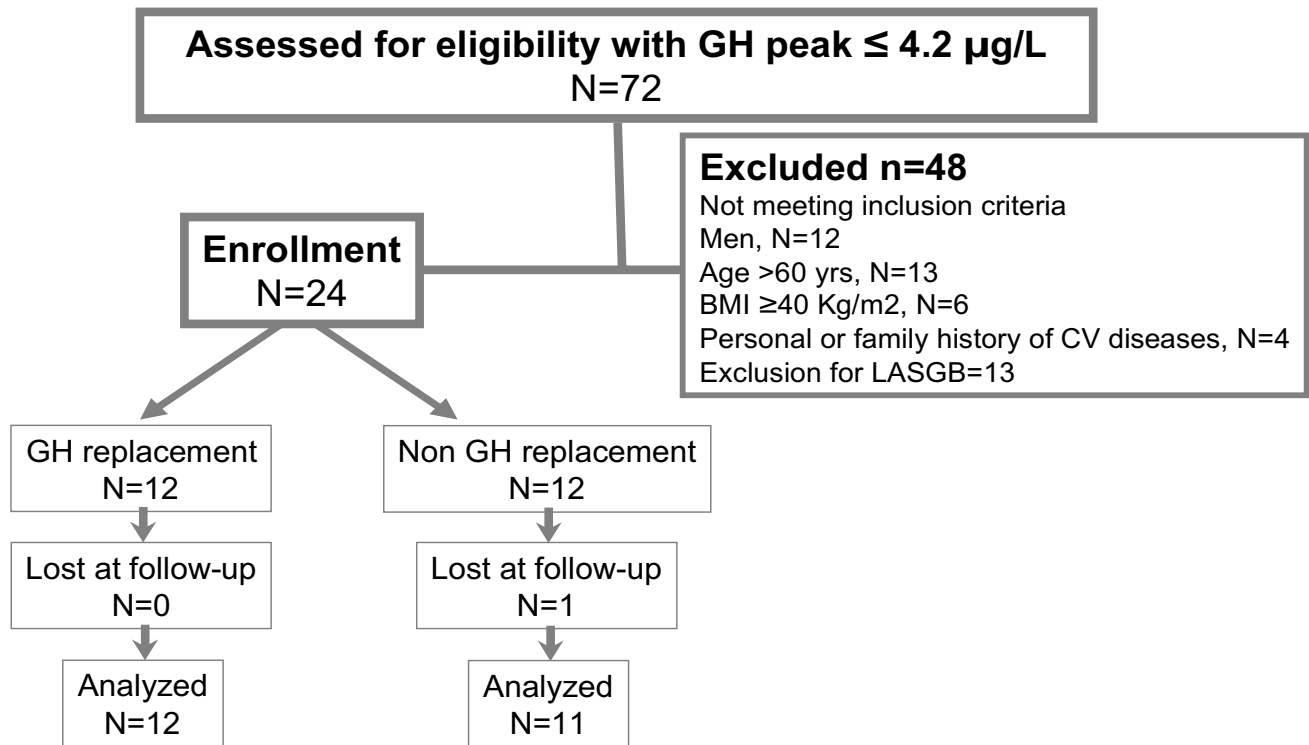 Assessed for eligibility with GH peak ≤ 4.2 µg/L
N=72
Excluded n=48
Not meeting inclusion criteria
Men, N=12
Age >60 yrs, N=13
BMI ≥40 Kg/m2, N=6
Personal or family history of CV diseases, N=4
Exclusion for LASGB=13
Enrollment
N=24
GH replacement
N=12
Non GH replacement
N=12
Lost at follow-up
N=0
Lost at follow-up
N=1
Analyzed
N=12
Analyzed
N=11